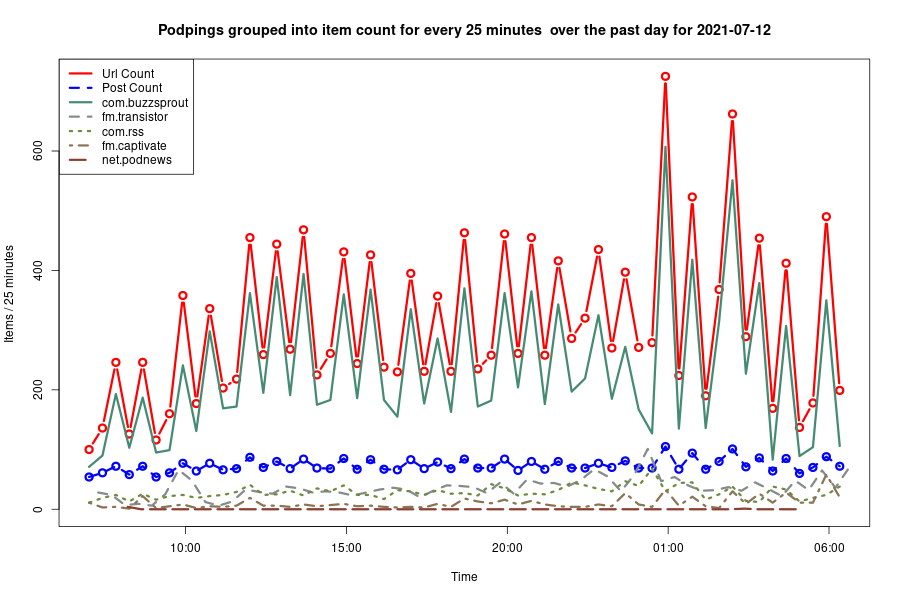 Podpings grouped into item count for every 25 minutes  over the past day for 2021-07-12
Url Count
Post Count
com.buzzsprout
fm.transistor
com.rss
fm.captivate
net.podnews
Items / 25 minutes
600
400
200
0
10:00
15:00
20:00
01:00
06:00
Time